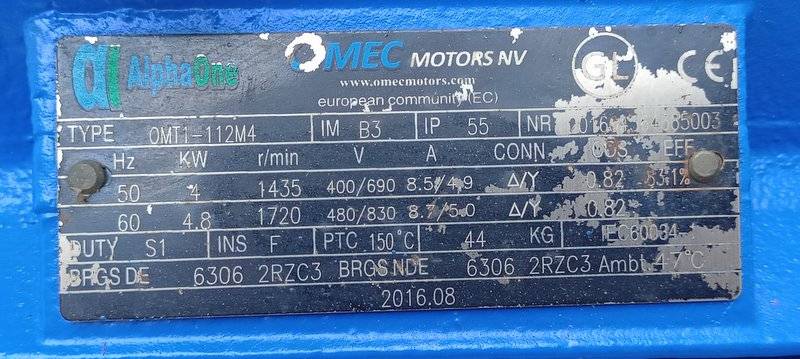 AlphaOne OMEC MOTORS NV GL CE
www.omecmotors.com
european community (EC)
TYPE OMT1-112M4 IM B3 IP 55 NR
Hz KW r/min V A CONN COS EFF
50 4 1435 400/690 8.5/4.9 Δ/Y 0.82
60 4.8 1720 480/830 8.7/5.0 Δ/Y 0.82
DUTY S1 INS F PTC 150°C 44 KG IEC60034-
BRGS DE 6306 2RZC3 BRGS NDE 6306 2RZC3 Ambt.
2016.08